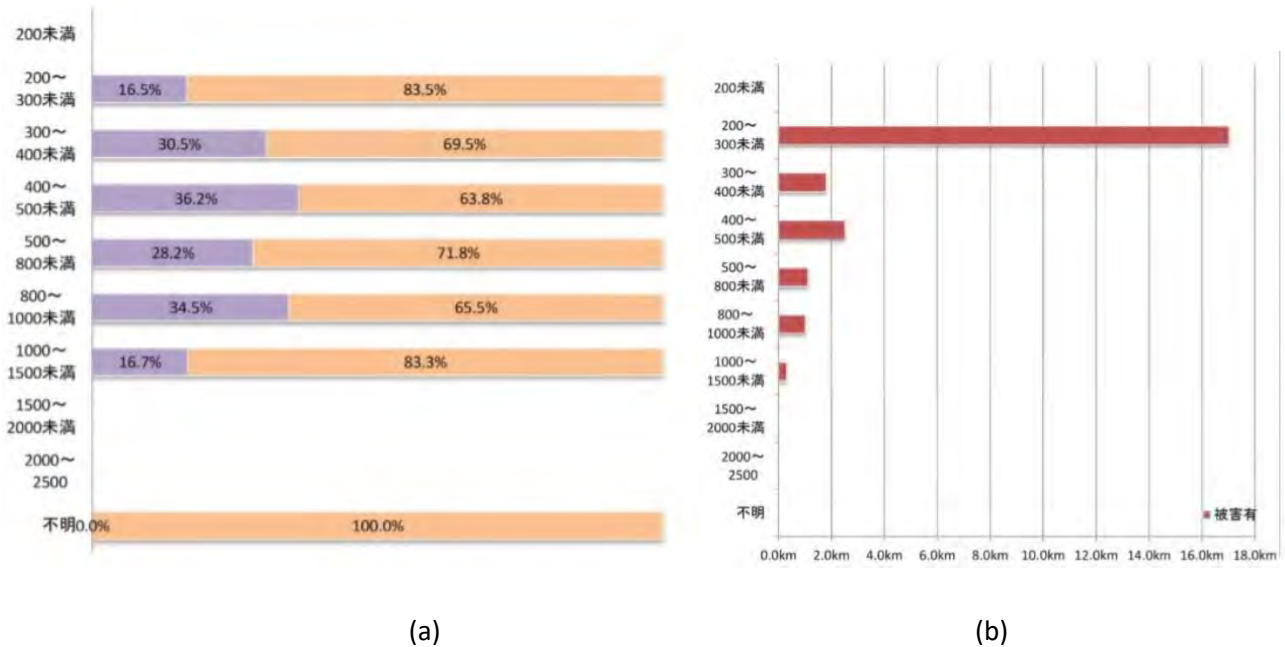 200未満
200～
300未満
16.5%
83.5%
300～
400未満
30.5%
69.5%
400～
500未満
36.2%
63.8%
500～
800未満
28.2%
71.8%
800～
1000未満
34.5%
65.5%
1000～
1500未満
16.7%
83.3%
1500～
2000未満
2000～
2500
不明
0.0%
100.0%
(a)
200未満
200～
300未満
300～
400未満
400～
500未満
500～
800未満
800～
1000未満
1000～
1500未満
1500～
2000未満
2000～
2500
不明
被害有
0.0km 2.0km 4.0km 6.0km 8.0km 10.0km 12.0km 14.0km 16.0km 18.0km
(b)